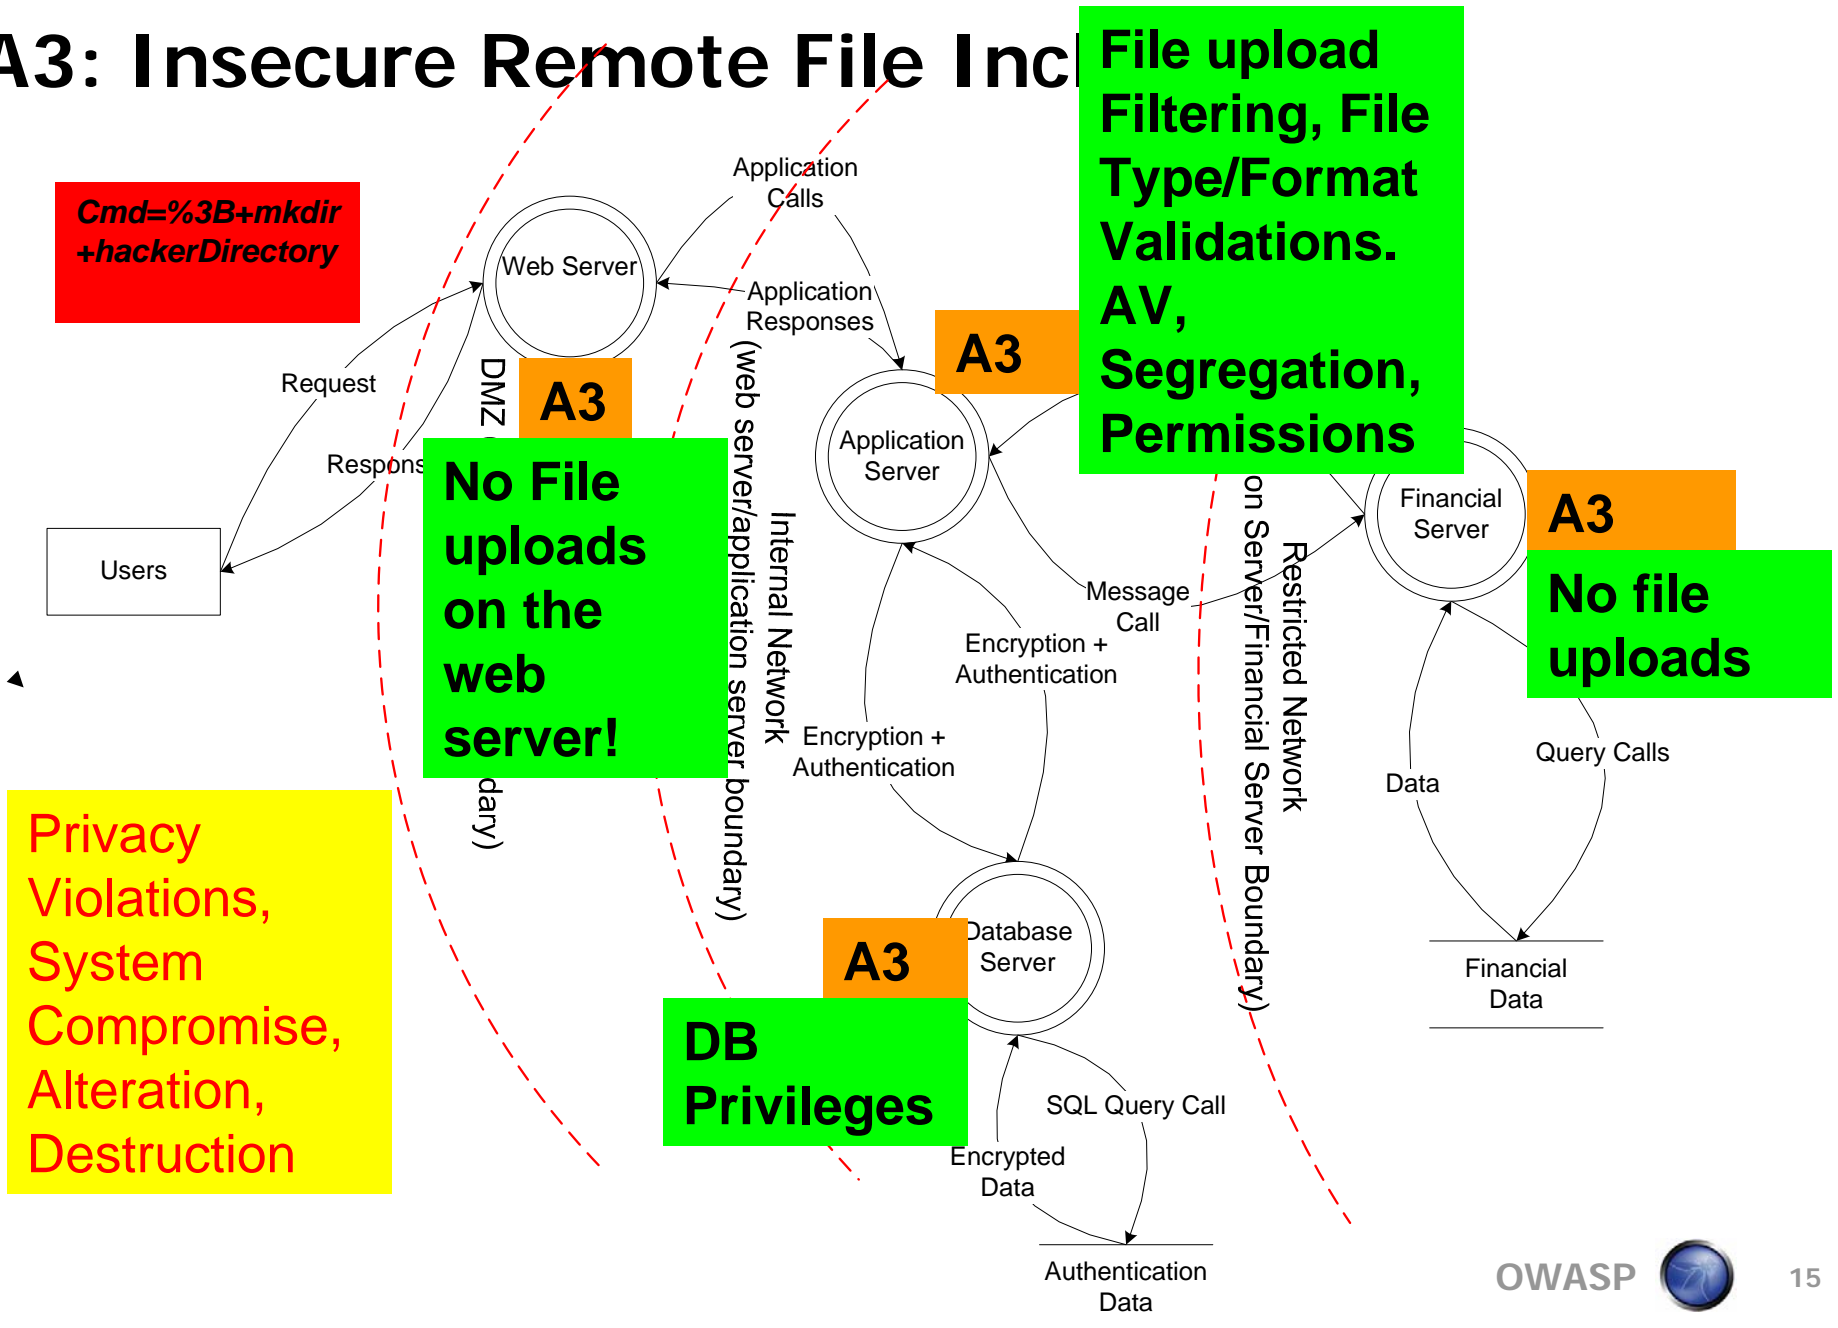 A3: Insecure Remote File Incl
File upload
Filtering, File
Type/Format
Validations.
AV,
Segregation,
Permissions
Cmd=%3B+mkdir
+hackerDirectory
Application
Calls
Web Server
Application
Responses
A3
Request
A3
Respons
Application
Server
No File
uploads
on the
web
server!
DMZ
dary)
Internal Network
(web server/application server boundary)
Financial
Server
A3
No file
uploads
Users
Message
Call
Restricted Network
on Server/Financial Server Boundary)
Encryption +
Authentication
Encryption +
Authentication
Query Calls
Data
Privacy
Violations,
System
Compromise,
Alteration,
Destruction
A3
Database
Server
Financial
Data
DB
Privileges
SQL Query Call
Encrypted
Data
Authentication
Data
OWASP
15